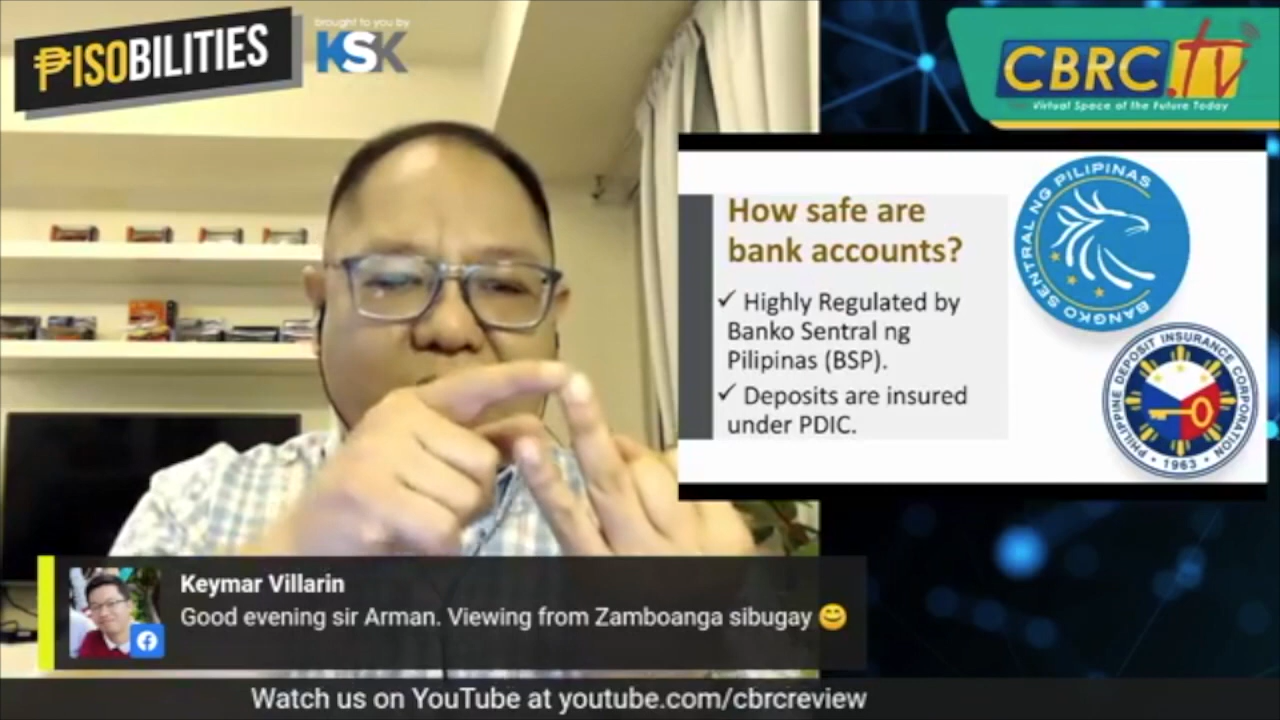 ₱ISOBILITIES
brought to you by
KSK
CBRC.tv
Virtual Space of the Future Today
How safe are
bank accounts?
✓ Highly Regulated by
Banko Sentral ng
Pilipinas (BSP).
✓ Deposits are insured
under PDIC.
BANGKO SENTRAL NG PILIPINAS
PHILIPPINE DEPOSIT INSURANCE CORPORATION
• 1963 •
Keymar Villarin
Good evening sir Arman. Viewing from Zamboanga sibugay 😊
Watch us on YouTube at youtube.com/cbrcreview